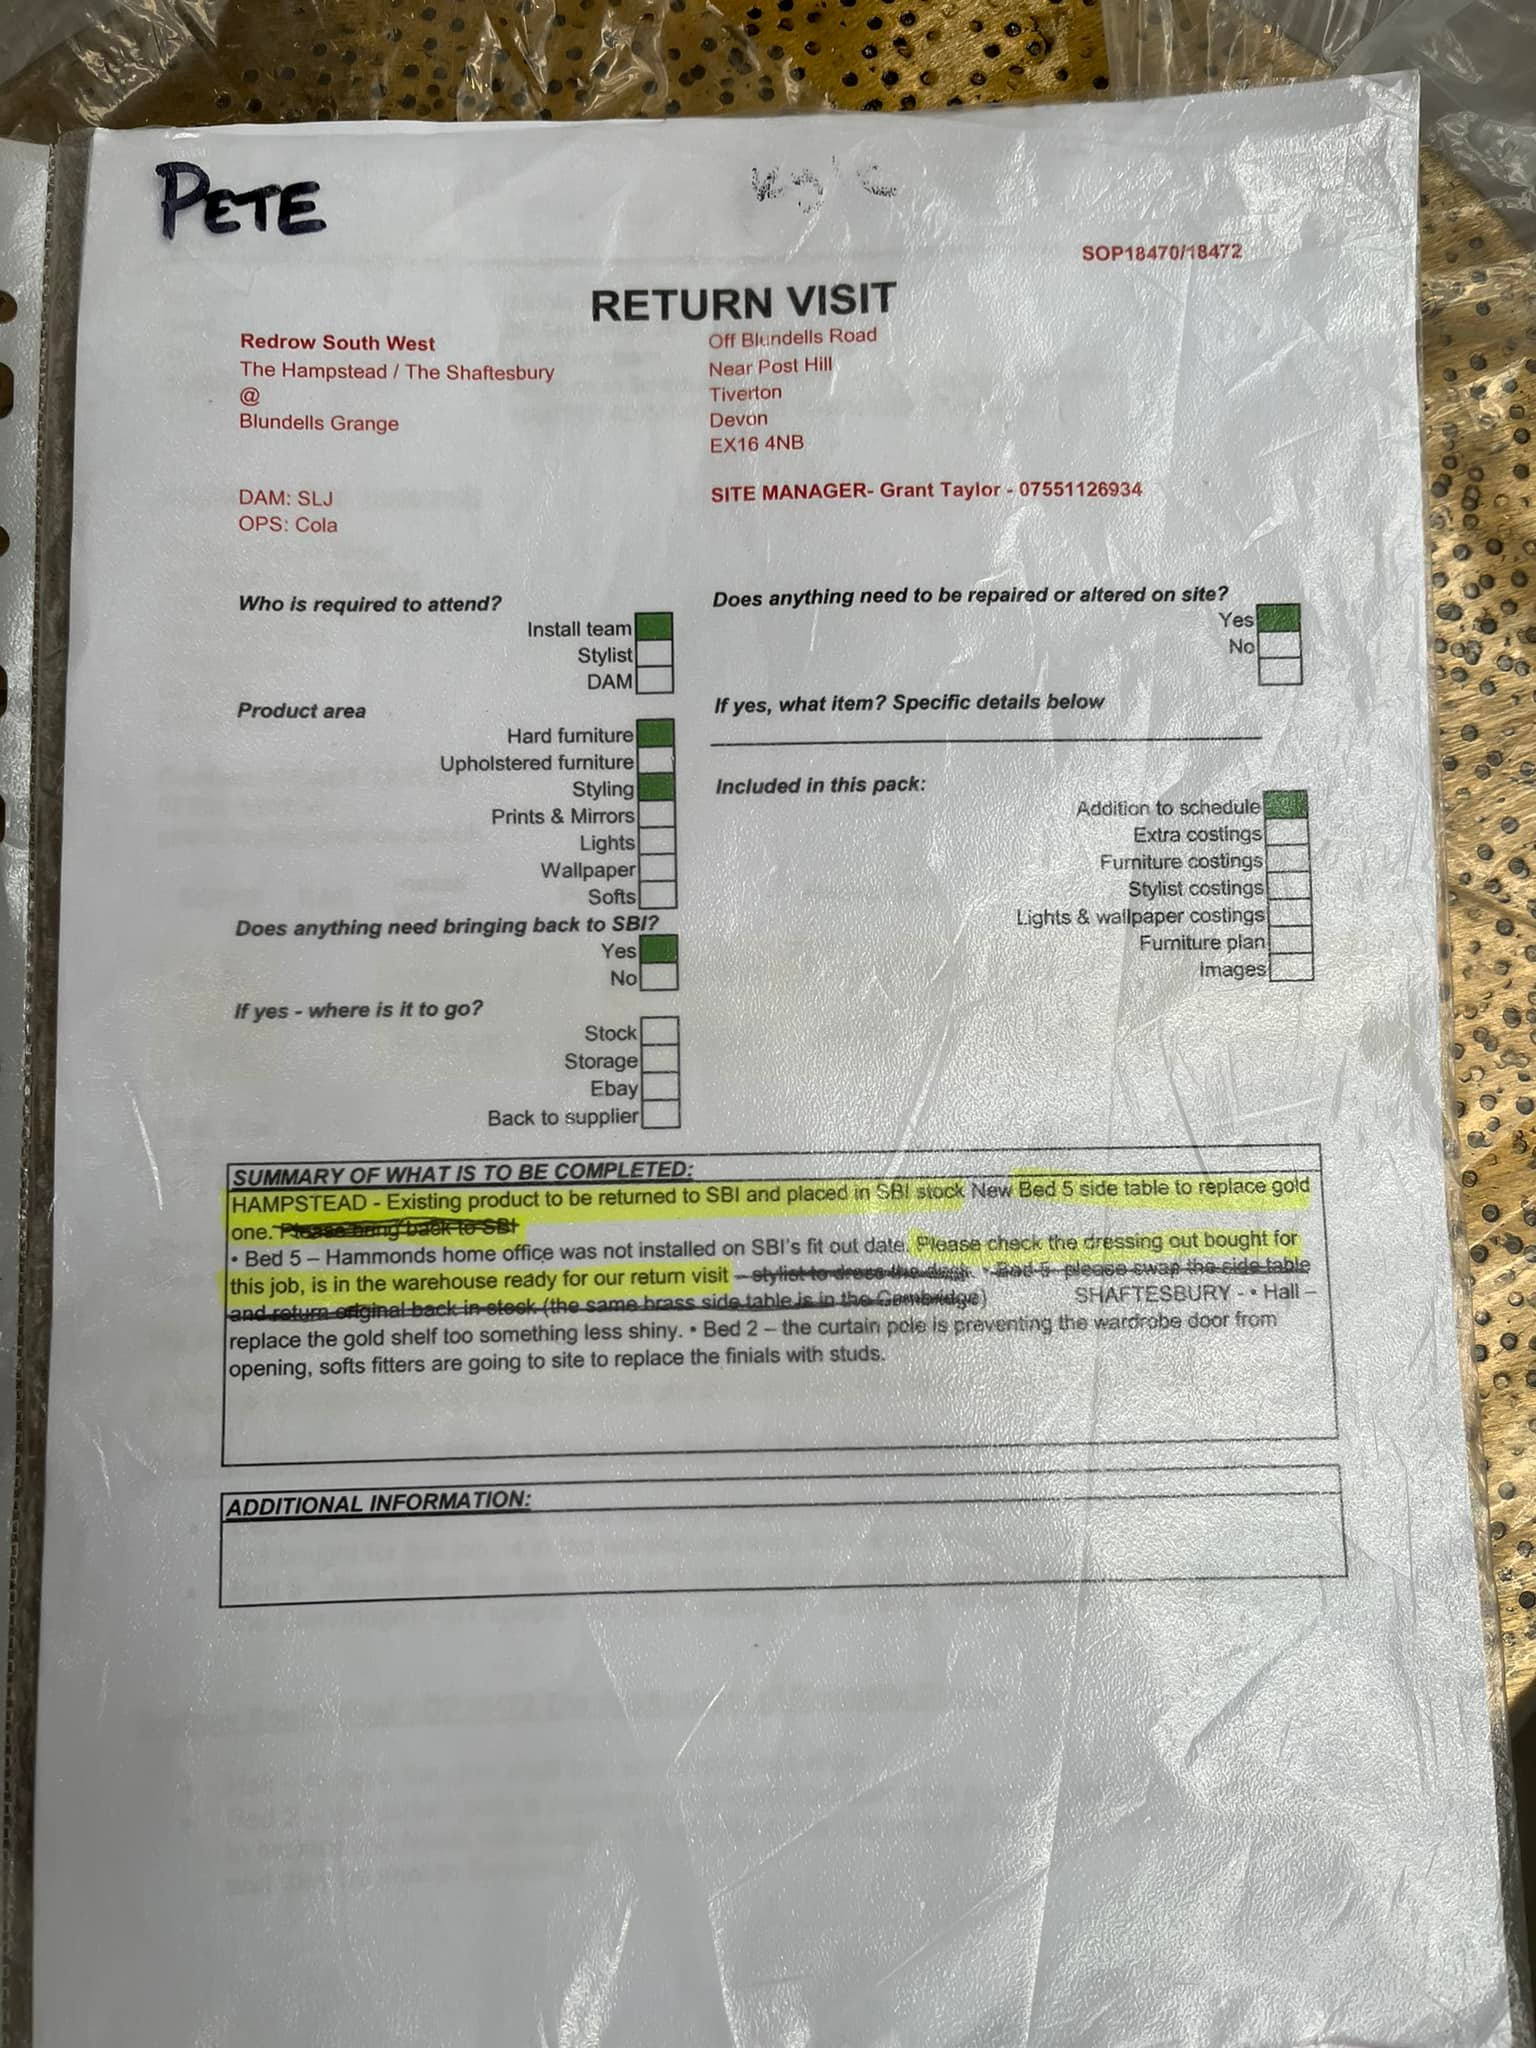 PETE
SOP18470/18472
RETURN VISIT
Redrow South West
The Hampstead / The Shaftesbury
@
Blundells Grange
Off Blundells Road
Near Post Hill
Tiverton
Devon
EX16 4NB
DAM: SLJ
OPS: Cola
SITE MANAGER- Grant Taylor - 07551126934
Who is required to attend?
Install team
Stylist
DAM
Product area
Hard furniture
Upholstered furniture
Styling
Prints & Mirrors
Lights
Wallpaper
Softs
Does anything need bringing back to SBI?
Yes
No
If yes - where is it to go?
Stock
Storage
Ebay
Back to supplier
Does anything need to be repaired or altered on site?
Yes
No
If yes, what item? Specific details below
Included in this pack:
Addition to schedule
Extra costings
Furniture costings
Stylist costings
Lights & wallpaper costings
Furniture plan
Images
SUMMARY OF WHAT IS TO BE COMPLETED:
HAMPSTEAD - Existing product to be returned to SBI and placed in SBI stock New Bed 5 side table to replace gold
one. Please bring back to SBI
• Bed 5 – Hammonds home office was not installed on SBI's fit out date. Please check the dressing out bought for
this job, is in the warehouse ready for our return visit – stylist to dress the desk. • Bed 5- please swap the side table
and return original back in stock (the same brass side table is in the Cambridge) SHAFTESBURY - • Hall –
replace the gold shelf too something less shiny. • Bed 2 – the curtain pole is preventing the wardrobe door from
opening, softs fitters are going to site to replace the finials with studs.
ADDITIONAL INFORMATION: